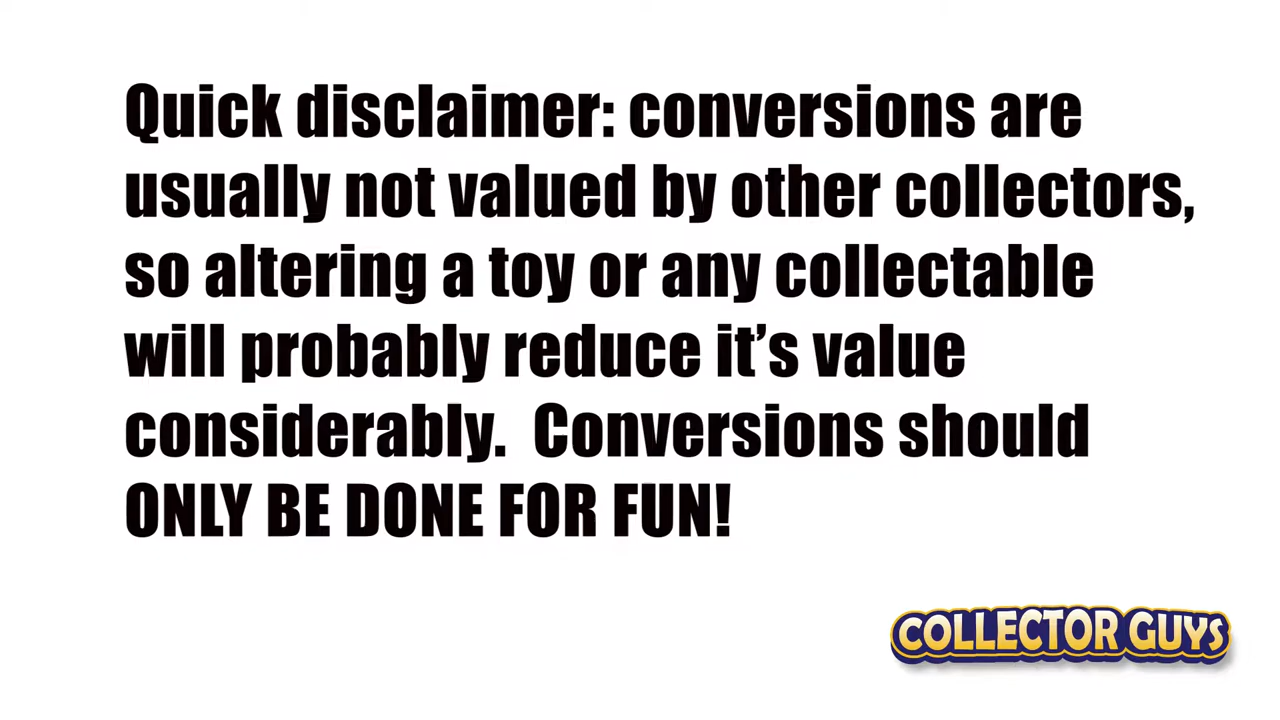 Quick disclaimer: conversions are
usually not valued by other collectors,
so altering a toy or any collectable
will probably reduce it’s value
considerably.  Conversions should
ONLY BE DONE FOR FUN!
COLLECTOR GUYS